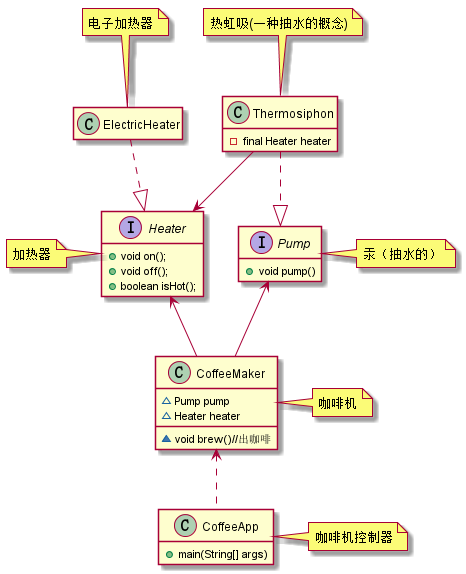 电子加热器
热虹吸(一种抽水的概念)
C ElectricHeater
C Thermosiphon
final Heater heater
I Heater
void on();
void off();
boolean isHot();
加热器
I Pump
void pump()
汞（抽水的）
C CoffeeMaker
Pump pump
Heater heater
void brew()//出咖啡
咖啡机
C CoffeeApp
main(String[] args)
咖啡机控制器